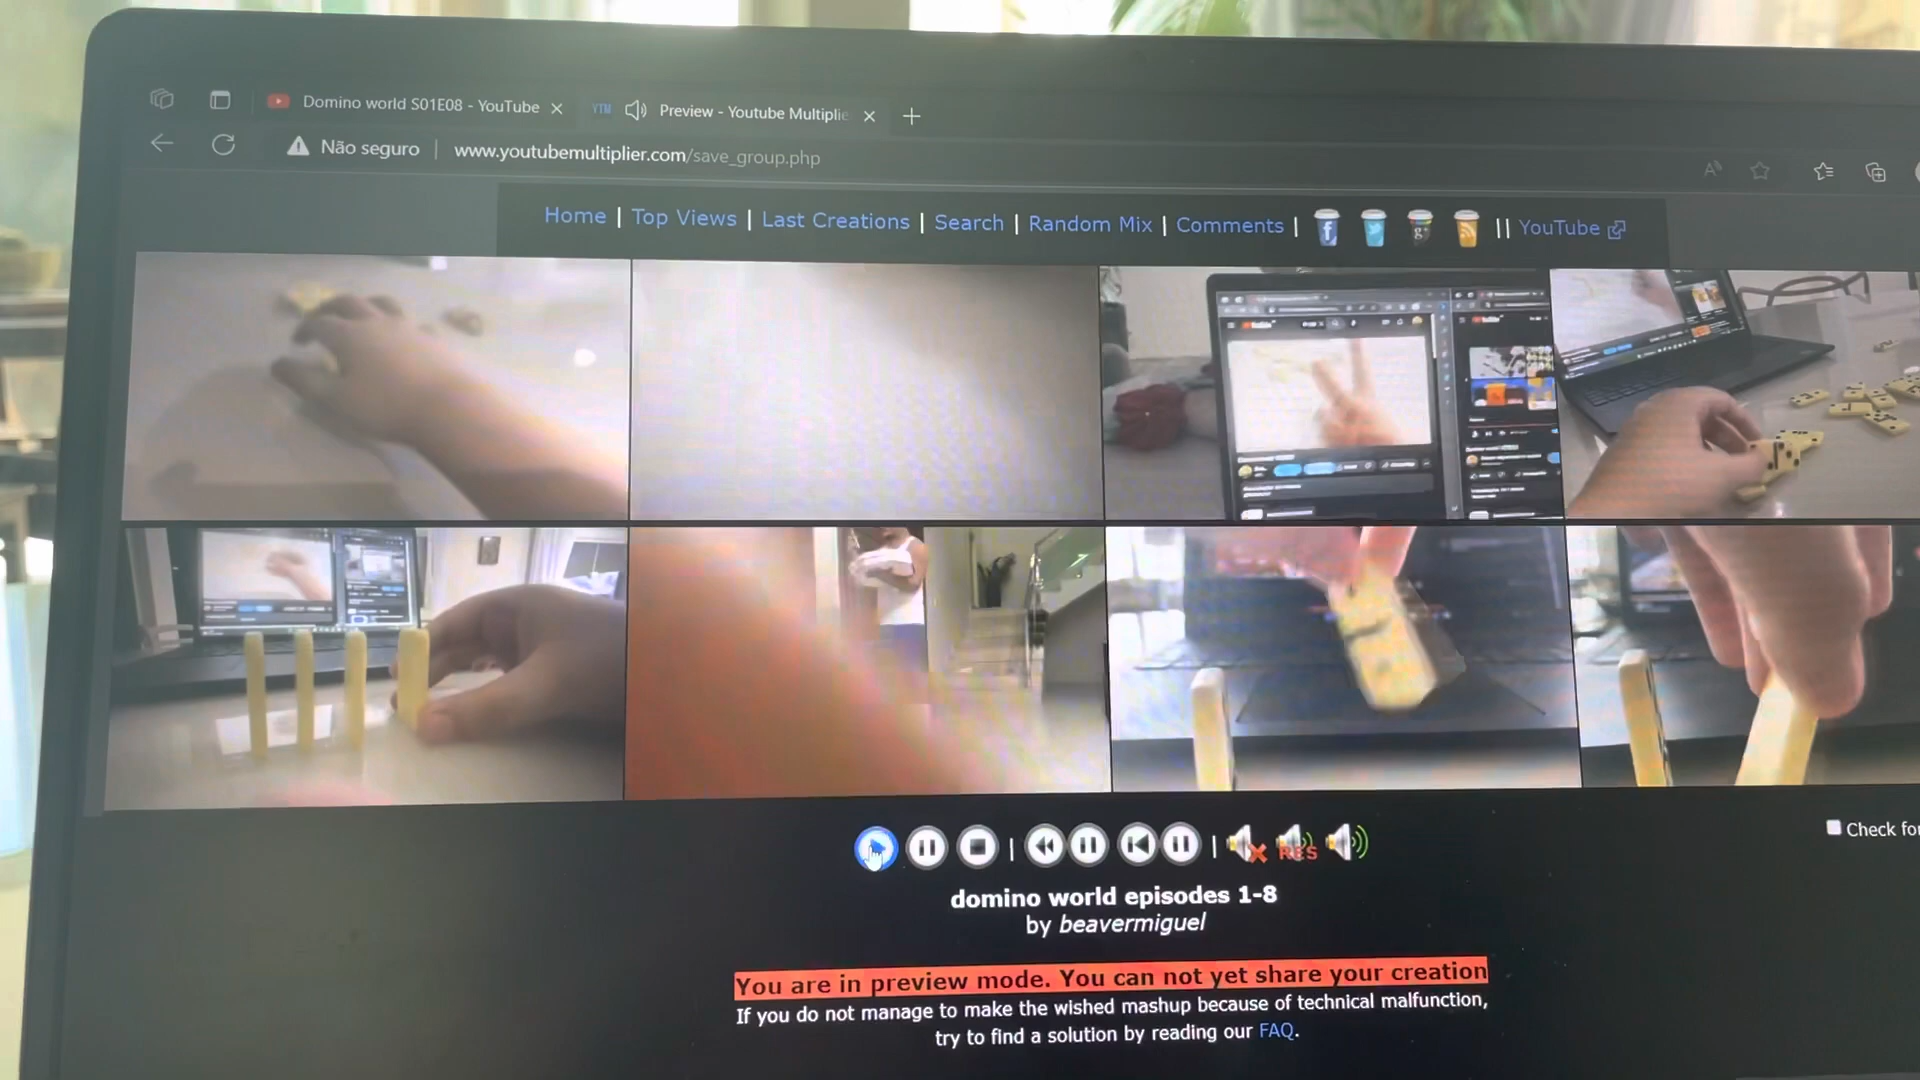 Domino world S01E08 - YouTube
YTM
Preview - Youtube Multiplie
Não seguro
www.youtubemultiplier.com/save_group.php
Home | Top Views | Last Creations | Search | Random Mix | Comments | || YouTube
RES
Check for
domino world episodes 1-8
by beavermiguel
You are in preview mode. You can not yet share your creation
If you do not manage to make the wished mashup because of technical malfunction,
try to find a solution by reading our FAQ.